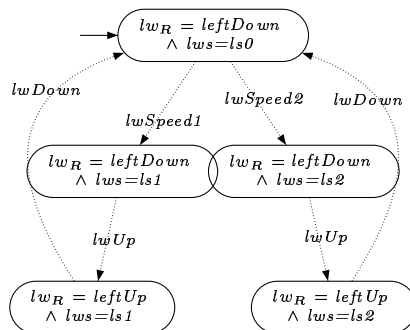 lw_R = leftDown
∧ lws=ls0
lwDown
lwDown
lwSpeed2
lwSpeed1
lw_R = leftDown
∧ lws=ls1
lw_R = leftDown
∧ lws=ls2
lwUp
lwUp
lw_R = leftUp
∧ lws=ls1
lw_R = leftUp
∧ lws=ls2